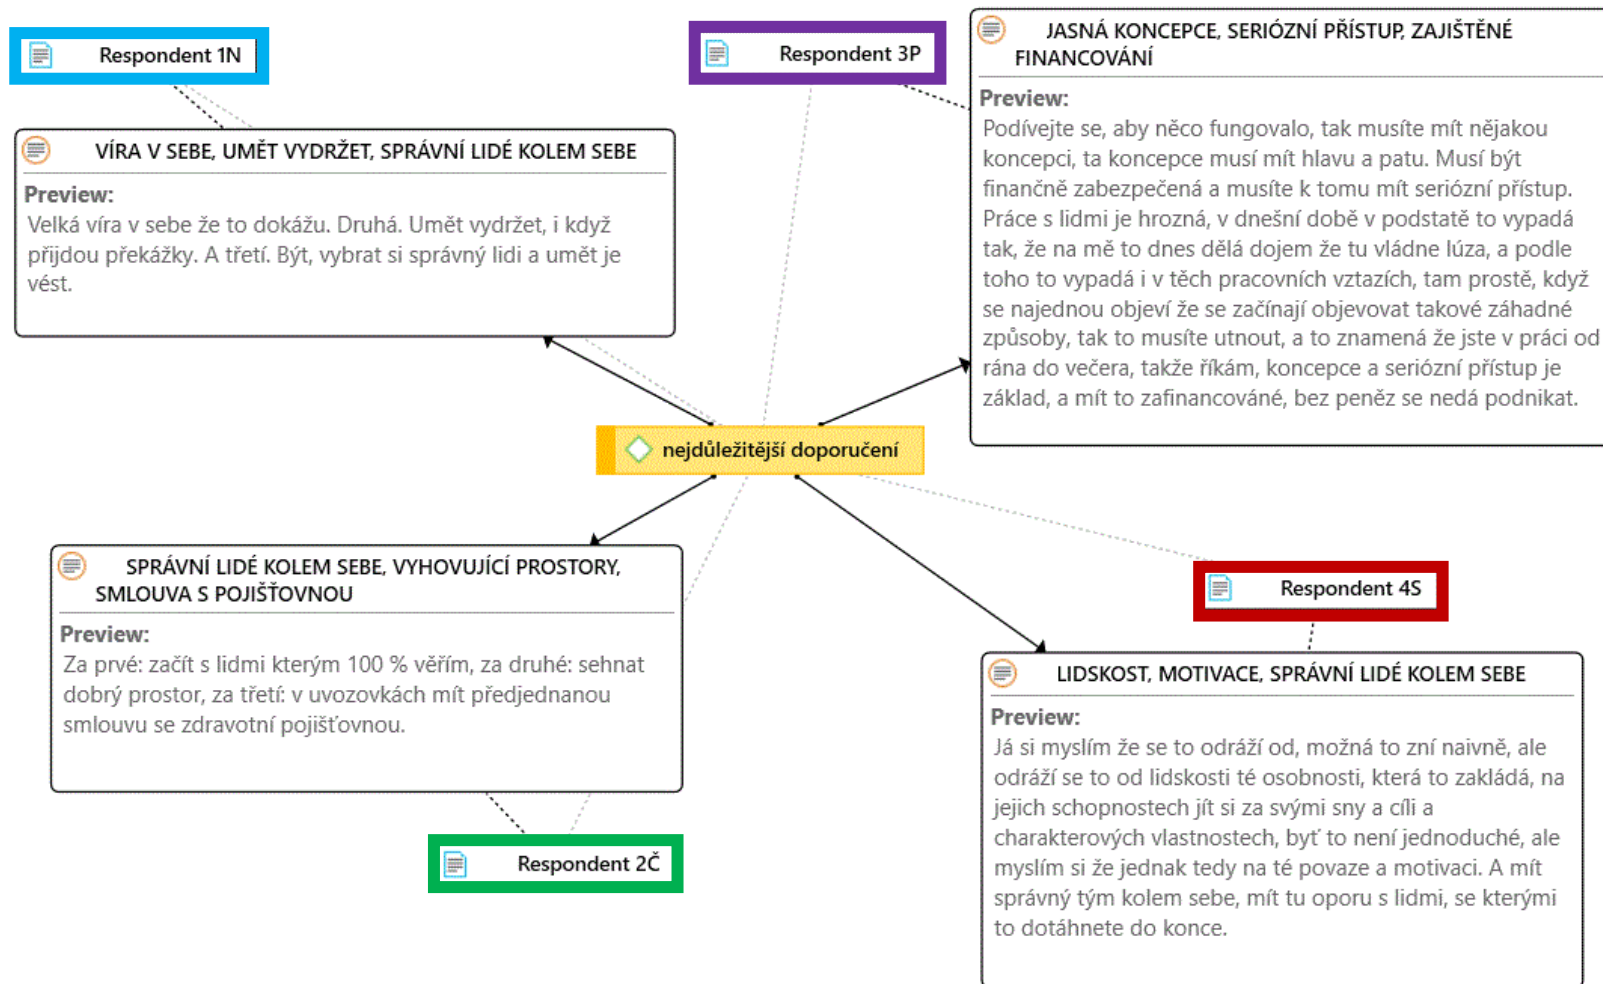 Respondent 1N
VÍRA V SEBE, UMĚT VYDRŽET, SPRÁVNÍ LIDÉ KOLEM SEBE
Preview:
Velká víra v sebe že to dokážu. Druhá. Umět vydržet, i když
přijdou překážky. A třetí. Být, vybrat si správný lidi a umět je
vést.
Respondent 3P
JASNÁ KONCEPCE, SERIÓZNÍ PŘÍSTUP, ZAJIŠTĚNÉ
FINANCOVÁNÍ
Preview:
Podívejte se, aby něco fungovalo, tak musíte mít nějakou
koncepci, ta koncepce musí mít hlavu a patu. Musí být
finančně zabezpečená a musíte k tomu mít seriózní přístup.
Práce s lidmi je hrozná, v dnešní době v podstatě to vypadá
tak, že na mě to dnes dělá dojem že tu vládne lúza, a podle
toho to vypadá i v těch pracovních vztazích, tam prostě, když
se najednou objeví že se začínají objevovat takové záhadné
způsoby, tak to musíte utnout, a to znamená že jste v práci od
rána do večera, takže říkám, koncepce a seriózní přístup je
základ, a mít to zafinancováné, bez peněz se nedá podnikat.
nejdůležitější doporučení
SPRÁVNÍ LIDÉ KOLEM SEBE, VYHOVUJÍCÍ PROSTORY,
SMLOUVA S POJIŠŤOVNOU
Preview:
Za prvé: začít s lidmi kterým 100 % věřím, za druhé: sehnat
dobrý prostor, za třetí: v uvozovkách mít předjednanou
smlouvu se zdravotní pojišťovnou.
Respondent 2Č
Respondent 4S
LIDSKOST, MOTIVACE, SPRÁVNÍ LIDÉ KOLEM SEBE
Preview:
Já si myslím že se to odráží od, možná to zní naivně, ale
odráží se to od lidskosti té osobnosti, která to zakládá, na
jejich schopnostech jít si za svými sny a cíli a
charakterových vlastnostech, byť to není jednoduché, ale
myslím si že jednak tedy na té povaze a motivaci. A mít
správný tým kolem sebe, mít tu oporu s lidmi, se kterými
to dotáhnete do konce.